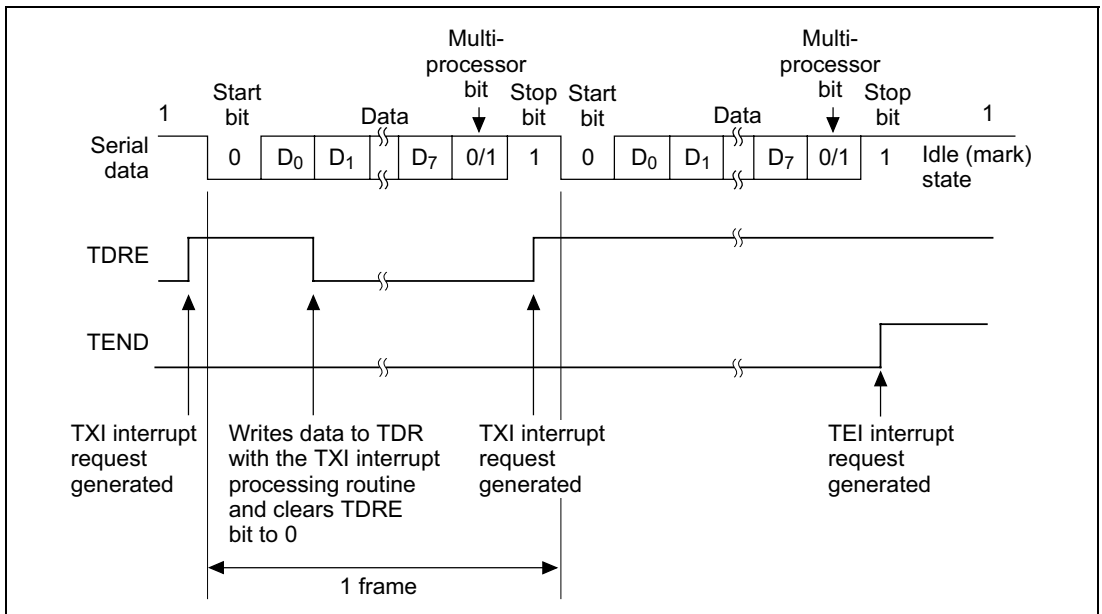 Multi-
processor
bit
Multi-
processor
bit
1
Start
bit
Data
Stop
bit
Start
bit
Data
Stop
bit
1
Serial
data
0
D0
D1
D7
0/1
1
0
D0
D1
D7
0/1
1
Idle (mark)
state
TDRE
TEND
TXI interrupt
request
generated
Writes data to TDR
with the TXI interrupt
processing routine
and clears TDRE
bit to 0
TXI interrupt
request
generated
TEI interrupt
request
generated
1 frame